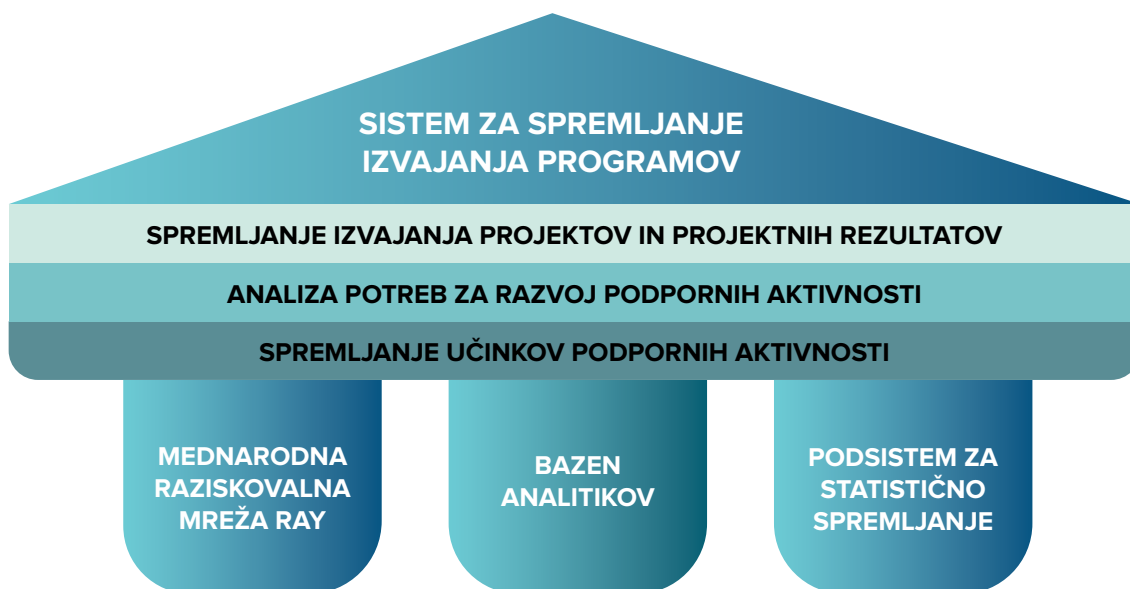 SISTEM ZA SPREMLJANJE
IZVAJANJA PROGRAMOV
SPREMLJANJE IZVAJANJA PROJEKTOV IN PROJEKTNIH REZULTATOV
ANALIZA POTREB ZA RAZVOJ PODPORNIH AKTIVNOSTI
SPREMLJANJE UČINKOV PODPORNIH AKTIVNOSTI
MEDNARODNA
RAZISKOVALNA
MREŽA RAY
BAZEN
ANALITIKOV
PODSISTEM ZA
STATISTIČNO
SPREMLJANJE